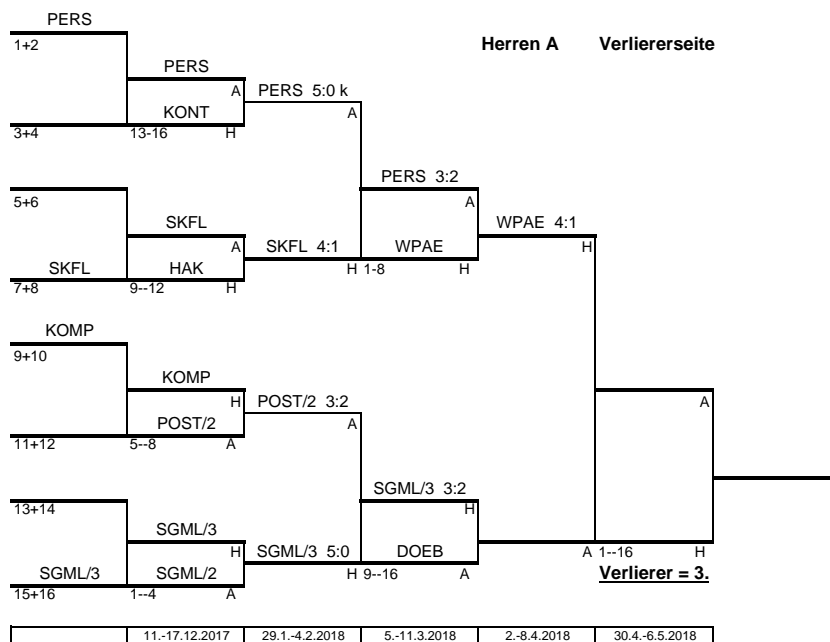 PERS
1+2
Herren A Verliererseite
PERS
A
PERS 5:0 k
KONT
A
3+4
13-16 H
PERS 3:2
5+6
A
SKFL
WPAE 4:1
A
SKFL 4:1
WPAE
H
SKFL
HAK
H 1-8 H
7+8
9--12 H
KOMP
9+10
KOMP
H
POST/2 3:2
A
POST/2
A
11+12
5--8 A
SGML/3 3:2
13+14
H
SGML/3
H
SGML/3 5:0
DOEB
A 1--16 H
SGML/3
SGML/2
H 9--16 A
Verlierer = 3.
15+16
1--4 A
11.-17.12.2017 29.1.-4.2.2018 5.-11.3.2018 2.-8.4.2018 30.4.-6.5.2018